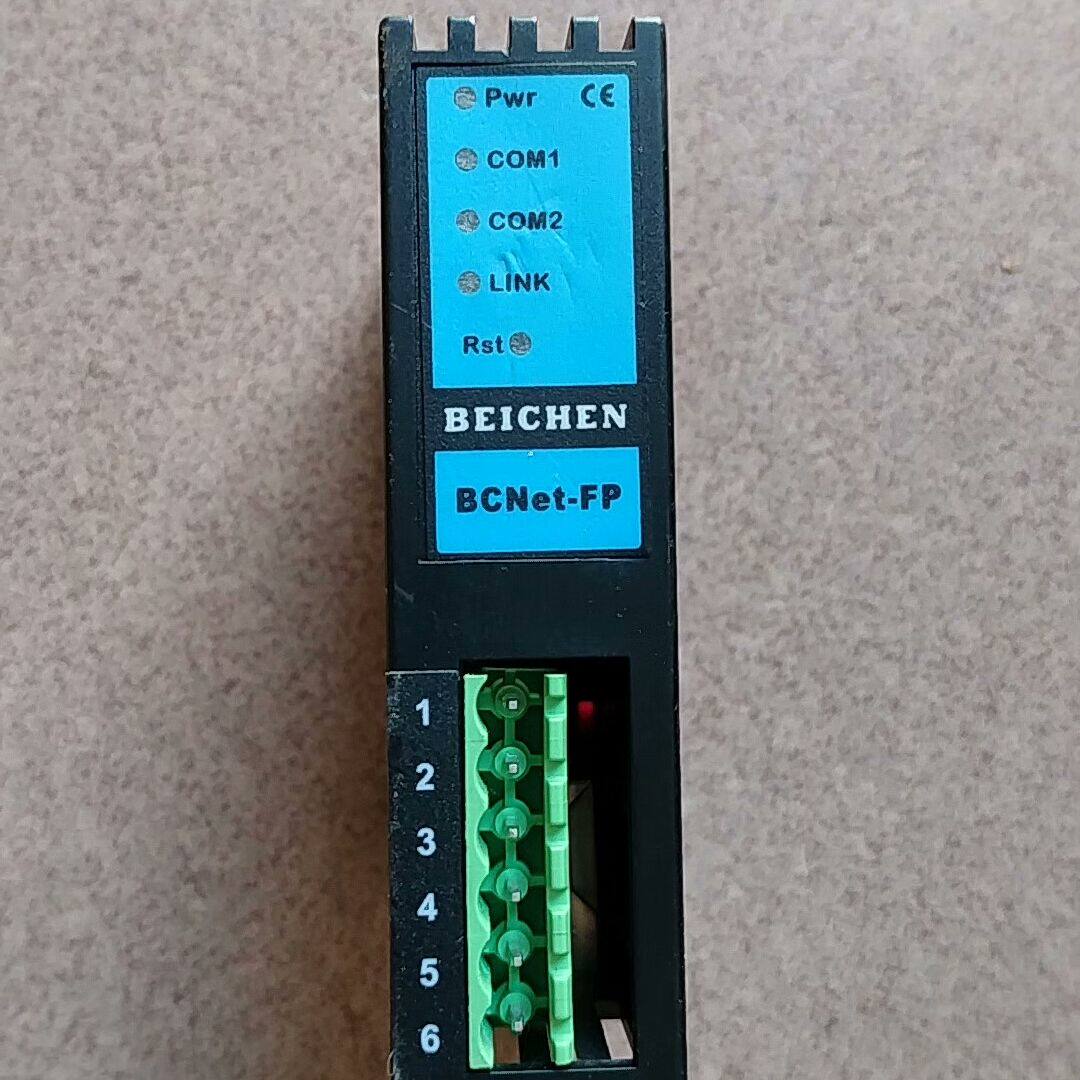 Pwr CE
COM1
COM2
LINK
Rst
BEICHEN
BCNet-FP
1
2
3
4
5
6